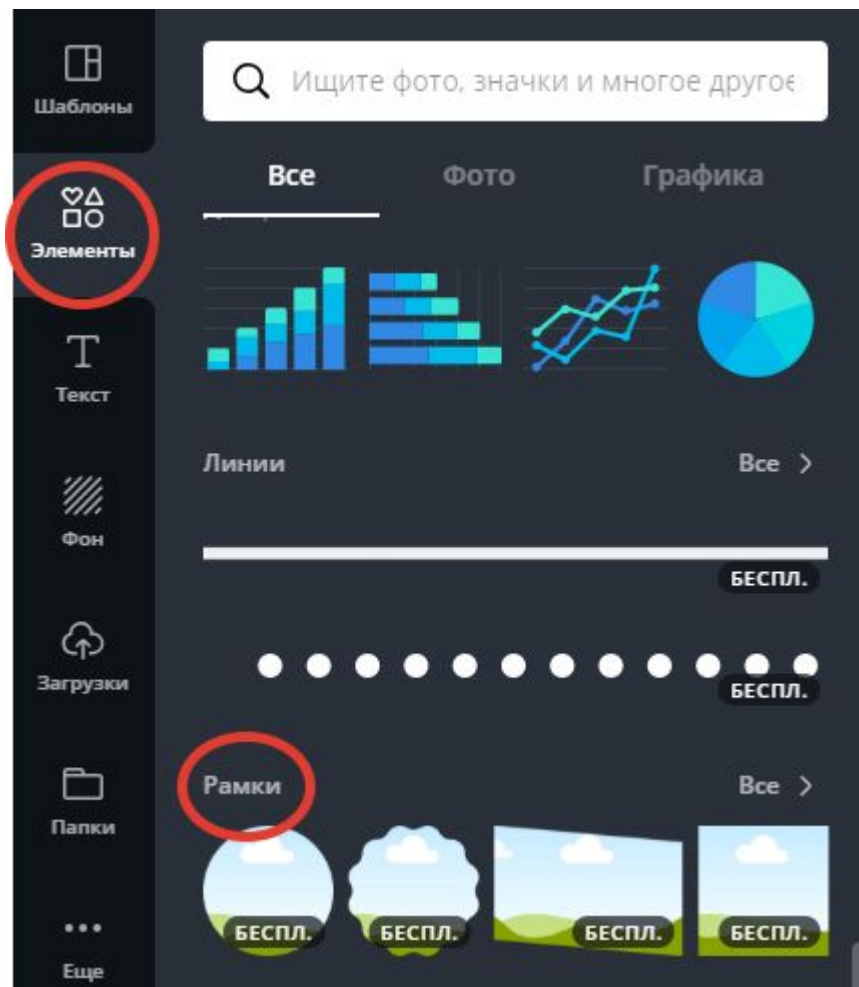 Шаблоны
Элементы
Текст
Фон
Загрузки
Папки
Еще
Ищите фото, значки и многое другое
Все Фото Графика
Линии Все
БЕСПЛ.
БЕСПЛ.
Рамки Все
БЕСПЛ. БЕСПЛ. БЕСПЛ. БЕСПЛ.